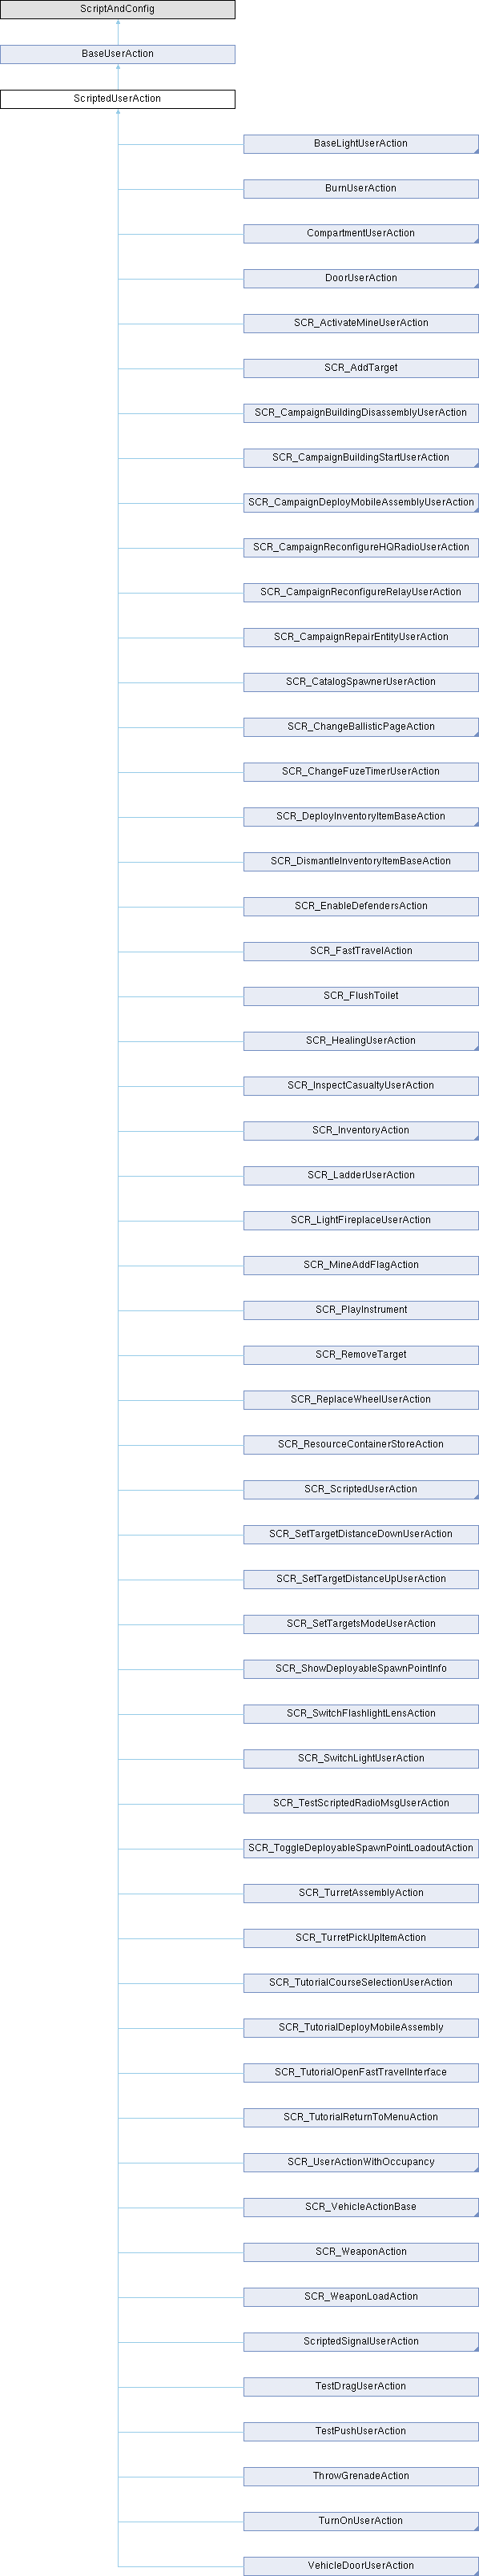 ScriptAndConfig
BaseUserAction
ScriptedUserAction
BaseLightUserAction
BurnUserAction
CompartmentUserAction
DoorUserAction
SCR_ActivateMineUserAction
SCR_AddTarget
SCR_CampaignBuildingDisassemblyUserAction
SCR_CampaignBuildingStartUserAction
SCR_CampaignDeployMobileAssemblyUserAction
SCR_CampaignReconfigureHQRadioUserAction
SCR_CampaignReconfigureRelayUserAction
SCR_CampaignRepairEntityUserAction
SCR_CatalogSpawnerUserAction
SCR_ChangeBallisticPageAction
SCR_ChangeFuzeTimerUserAction
SCR_DeployInventoryItemBaseAction
SCR_DismantleInventoryItemBaseAction
SCR_EnableDefendersAction
SCR_FastTravelAction
SCR_FlushToilet
SCR_HealingUserAction
SCR_InspectCasualtyUserAction
SCR_InventoryAction
SCR_LadderUserAction
SCR_LightFireplaceUserAction
SCR_MineAddFlagAction
SCR_PlayInstrument
SCR_RemoveTarget
SCR_ReplaceWheelUserAction
SCR_ResourceContainerStoreAction
SCR_ScriptedUserAction
SCR_SetTargetDistanceDownUserAction
SCR_SetTargetDistanceUpUserAction
SCR_SetTargetsModeUserAction
SCR_ShowDeployableSpawnPointInfo
SCR_SwitchFlashlightLensAction
SCR_SwitchLightUserAction
SCR_TestScriptedRadioMsgUserAction
SCR_ToggleDeployableSpawnPointLoadoutAction
SCR_TurretAssemblyAction
SCR_TurretPickUpItemAction
SCR_TutorialCourseSelectionUserAction
SCR_TutorialDeployMobileAssembly
SCR_TutorialOpenFastTravelInterface
SCR_TutorialReturnToMenuAction
SCR_UserActionWithOccupancy
SCR_VehicleActionBase
SCR_WeaponAction
SCR_WeaponLoadAction
ScriptedSignalUserAction
TestDragUserAction
TestPushUserAction
ThrowGrenadeAction
TurnOnUserAction
VehicleDoorUserAction